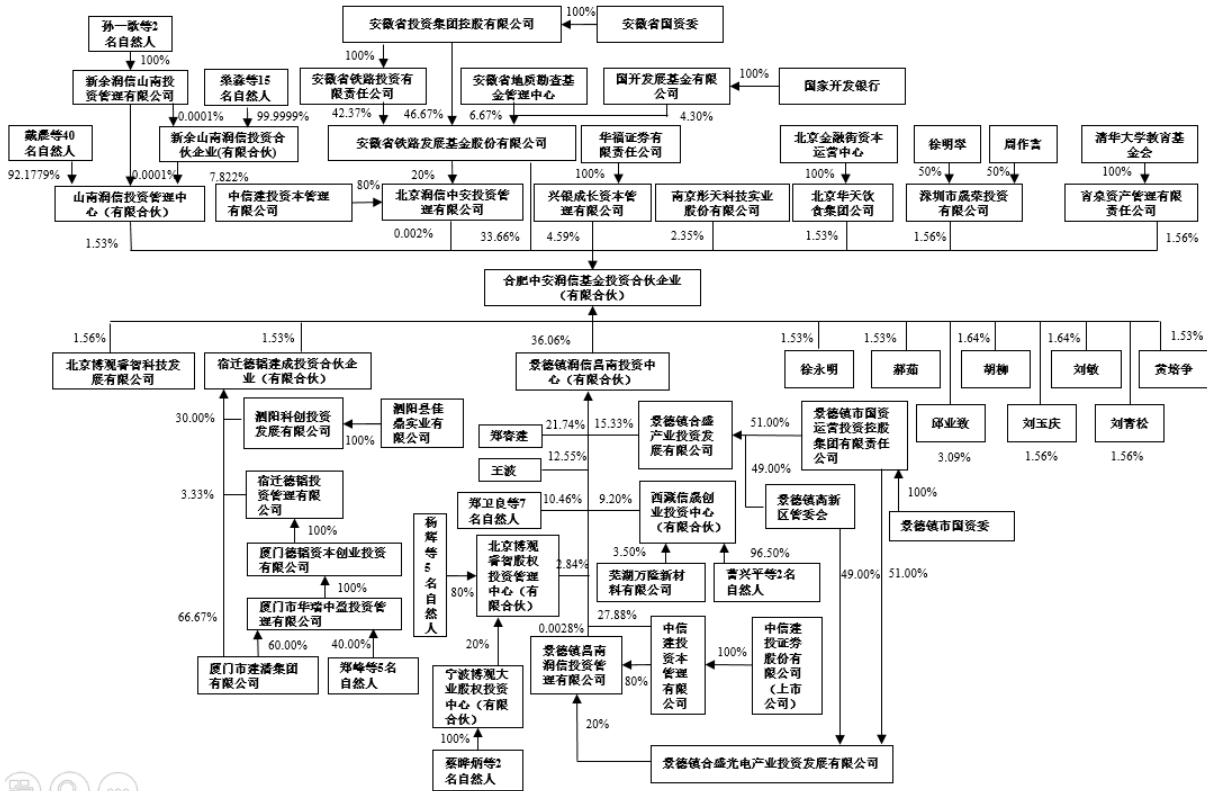 孙一歌等2
名自然人
安徽省投资集团控股有限公司
100%
安徽省国资委
100%
100%
新余润信山南投
资管理有限公司
梁淼等15
名自然人
安徽省铁路投资有
限责任公司
安徽省地质勘查基
金管理中心
国开发展基金有限
公司
100%
国家开发银行
0.0001%
99.9999%
42.37%
46.67%
6.67%
4.30%
戴晨等40
名自然人
新余山南润信投资合
伙企业(有限合伙)
安徽省铁路发展基金股份有限公司
华福证券有
限责任公司
北京金融街资本
运营中心
徐明翠
周作言
清华大学教育基
金会
92.1779%
0.0001%
7.822%
80%
20%
100%
100%
50%
50%
100%
山南润信投资管理中
心（有限合伙）
中信建投资本管理
有限公司
北京润信中安投资管
理有限公司
兴银成长资本管
理有限公司
南京彤天科技实业
股份有限公司
北京华天饮
食集团公司
深圳市晟荣投资
有限公司
育泉资产管理有限
责任公司
1.53%
0.002%
33.66%
4.59%
2.35%
1.53%
1.56%
1.56%
合肥中安润信基金投资合伙企业
（有限合伙）
1.56%
1.53%
36.06%
1.53%
1.53%
1.64%
1.64%
1.53%
北京博观睿智科技发
展有限公司
宿迁德韬建成投资合伙企
业（有限合伙）
景德镇润信昌南投资中
心（有限合伙）
徐永明
郝茹
胡柳
刘敏
黄培争
30.00%
泗阳科创投资
发展有限公司
100%
泗阳县佳
鼎实业有
限公司
郑睿建
21.74%
15.33%
景德镇合盛
产业投资发
展有限公司
51.00%
景德镇市国资
运营投资控股
集团有限责任
公司
邱业致
刘玉庆
刘青松
3.09%
1.56%
1.56%
王波
12.55%
49.00%
3.33%
宿迁德韬投
资管理有限公
司
郑卫良等7
名自然人
10.46%
9.20%
西藏信晟创
业投资中心
（有限合伙）
景德镇高新
区管委会
100%
景德镇市国资委
100%
厦门德韬资本创业投资
有限公司
杨辉等5名自然人
80%
北京博观
睿智股权
投资管理
中心（有
限合伙）
2.84%
3.50%
96.50%
芜湖万隆新材
料有限公司
曹兴平等2名
自然人
49.00%
51.00%
100%
厦门市华瑞中盈投资管
理有限公司
66.67%
60.00%
40.00%
厦门市建潘集团
有限公司
郑峰等5名
自然人
20%
0.0028%
27.88%
景德镇昌南
润信投资管
理有限公司
80%
中信
建投
资本
管理
有限
公司
100%
中信建
投证券
股份有
限公司
（上市
公司）
宁波博观大
业股权投资
中心（有限
合伙）
100%
20%
蔡晔炳等2
名自然人
景德镇合盛光电产业投资发展有限公司